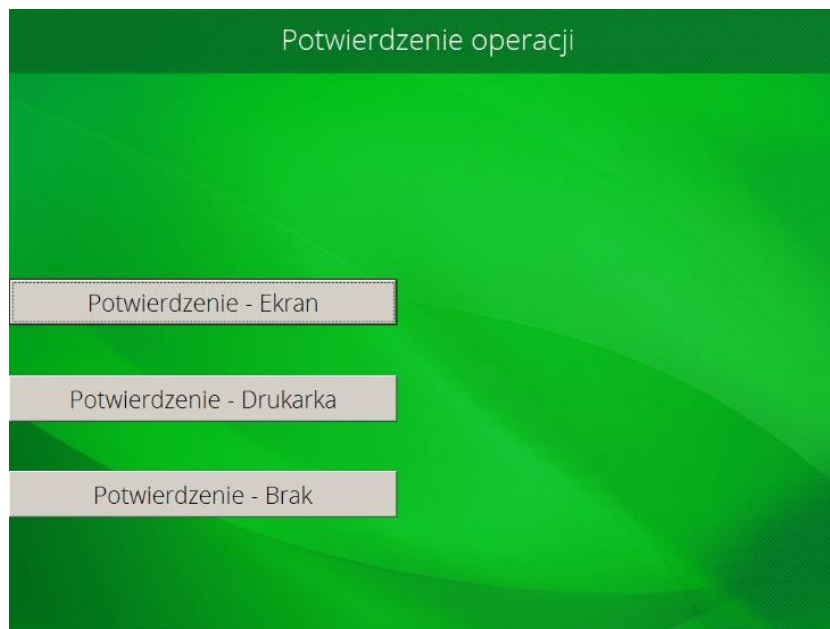 Potwierdzenie operacji
Potwierdzenie - Ekran
Potwierdzenie - Drukarka
Potwierdzenie - Brak